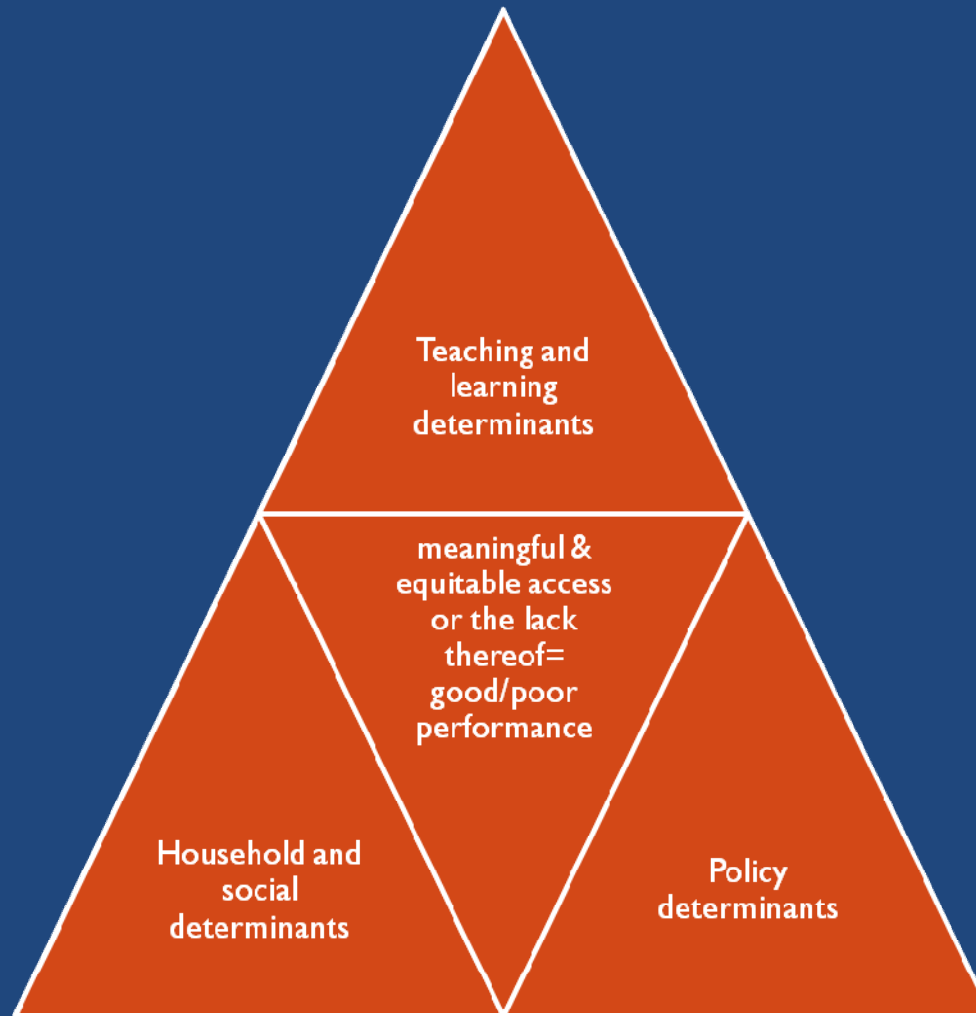 Teaching and
learning
determinants
meaningful &
equitable access
or the lack
thereof=
good/poor
performance
Household and
social
determinants
Policy
determinants